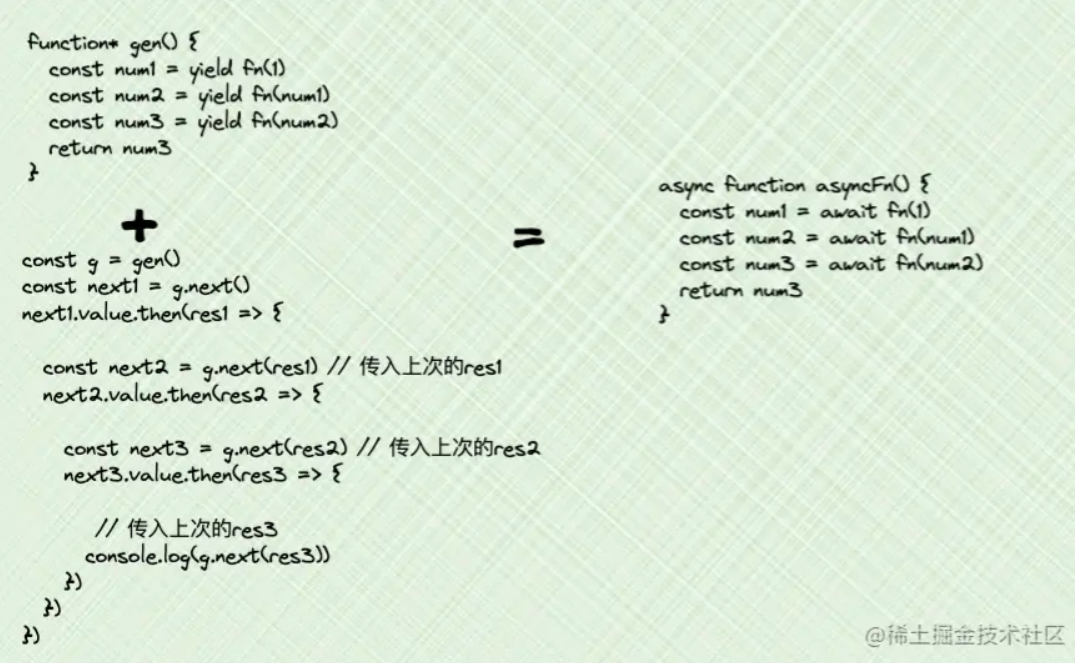 function* gen() {
const num1 = yield fn(1)
const num2 = yield fn(num1)
const num3 = yield fn(num2)
return num3
}
+
const g = gen()
const next1 = g.next()
next1.value.then(res1 => {
const next2 = g.next(res1) // 传入上次的res1
next2.value.then(res2 => {
const next3 = g.next(res2) // 传入上次的res2
next3.value.then(res3 => {
// 传入上次的res3
console.log(g.next(res3))
})
})
})
=
async function asyncFn() {
const num1 = await fn(1)
const num2 = await fn(num1)
const num3 = await fn(num2)
return num3
}
@稀土掘金技术社区